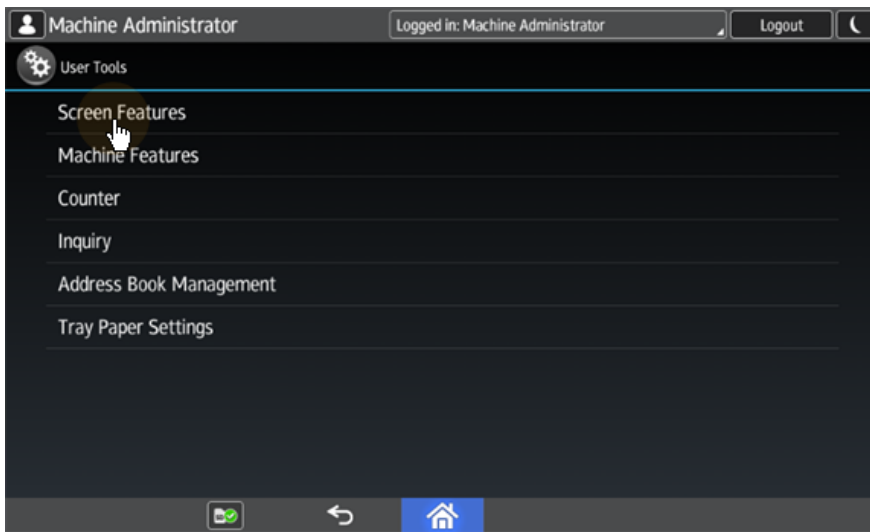 Machine Administrator Logged in: Machine Administrator Logout
User Tools
Screen Features
Machine Features
Counter
Inquiry
Address Book Management
Tray Paper Settings